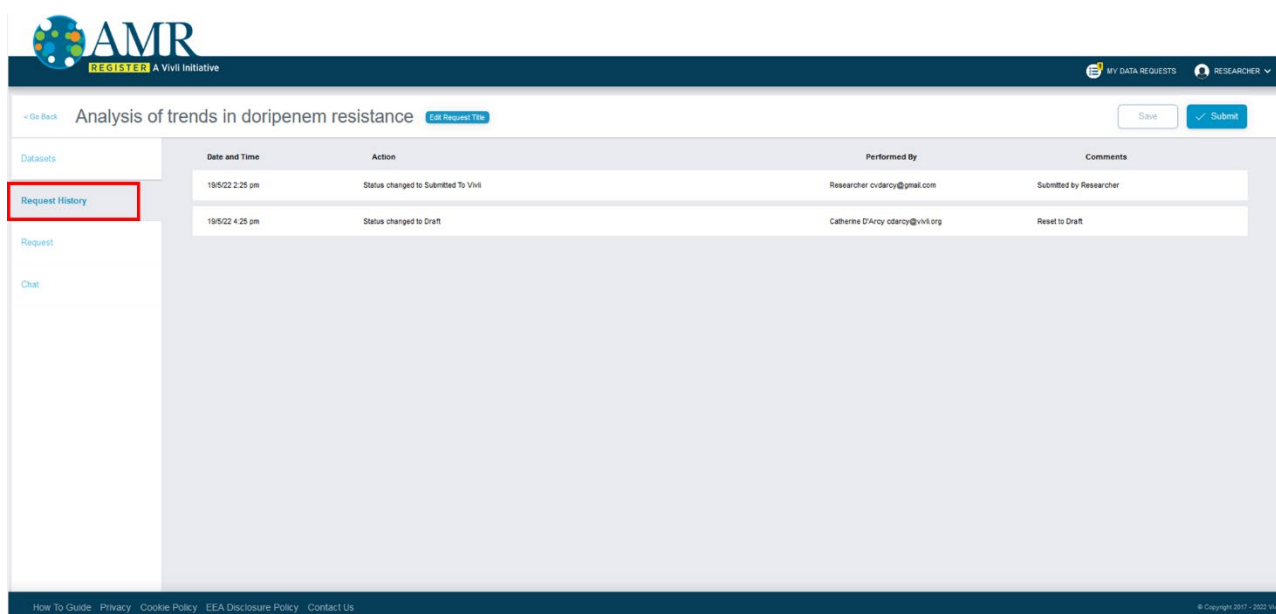 AMR
REGISTER A Vivli Initiative
1
MY DATA REQUESTS RESEARCHER
< Go Back Analysis of trends in doripenem resistance Edit Request Title Save ✓ Submit
Datasets
Request History
Request
Chat
Date and Time Action Performed By Comments
19/5/22 2:25 pm Status changed to Submitted To Vivli Researcher cvdarcy@gmail.com Submitted by Researcher
19/5/22 4:25 pm Status changed to Draft Catherine D'Arcy cdarcy@vivli.org Reset to Draft
How To Guide Privacy Cookie Policy EEA Disclosure Policy Contact Us
© Copyright 2017 - 2022